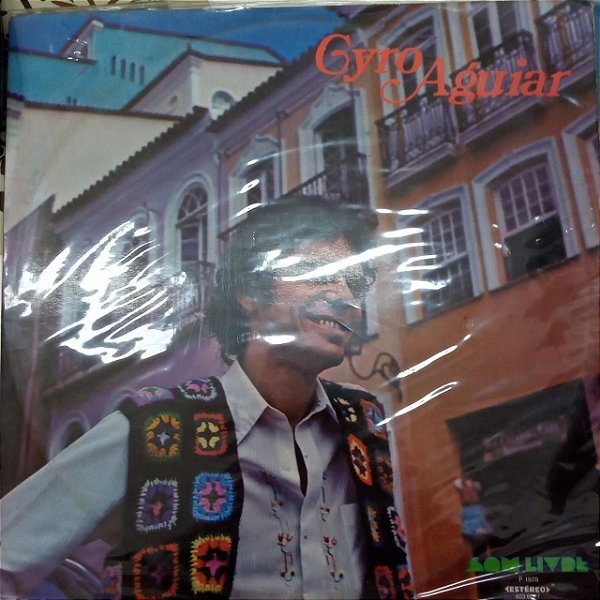 Cyro
Aguiar
SOM LIVRE
P 1975
ESTÉREO